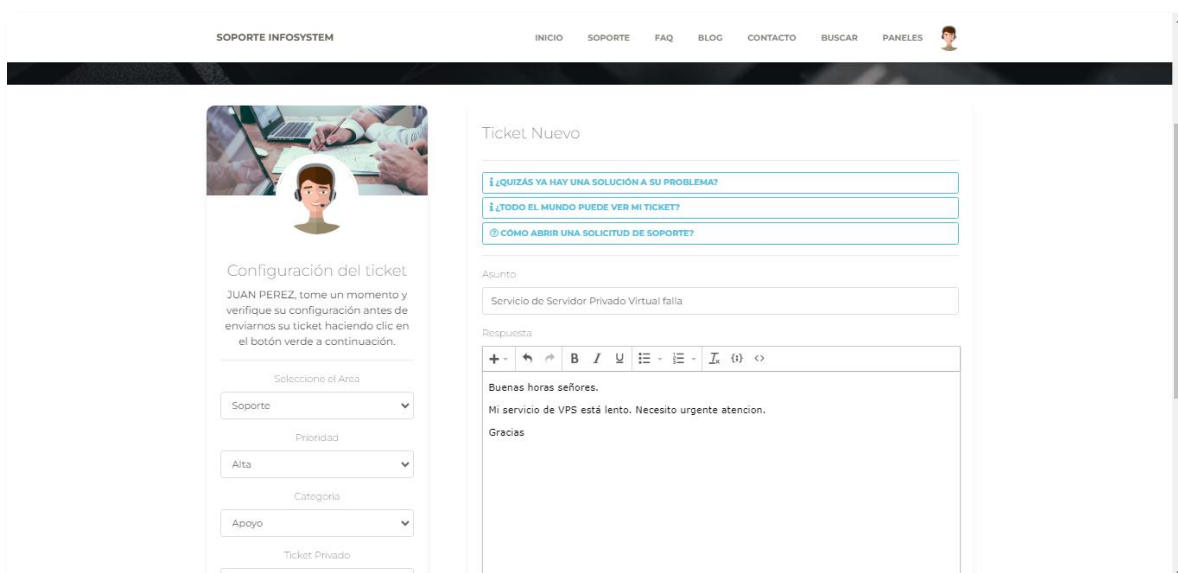 SOPORTE INFOSYSTEM
INICIO SOPORTE FAQ BLOG CONTACTO BUSCAR PANELES
Configuración del ticket
JUAN PEREZ, tome un momento y
verifique su configuración antes de
enviarnos su ticket haciendo clic en
el botón verde a continuación.
Seleccione el Area
Soporte
Prioridad
Alta
Categoria
Apoyo
Ticket Privado
Ticket Nuevo
¿QUIZÁS YA HAY UNA SOLUCIÓN A SU PROBLEMA?
¿TODO EL MUNDO PUEDE VER MI TICKET?
CÓMO ABRIR UNA SOLICITUD DE SOPORTE?
Asunto
Servicio de Servidor Privado Virtual falla
Respuesta
Buenas horas señores.
Mi servicio de VPS está lento. Necesito urgente atencion.
Gracias